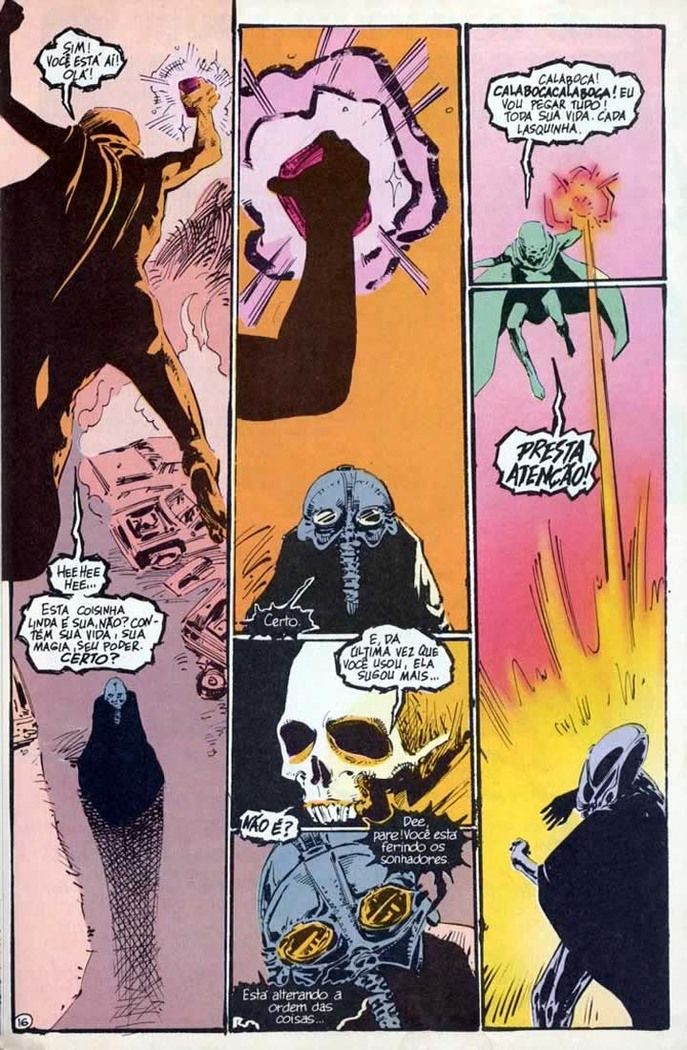 SIM!
VOCÊ ESTÁ AÍ!
OLÁ!
HEE HEE
HEE...
ESTA COISINHA
LINDA É SUA, NÃO? CON-
TÉM SUA VIDA, SUA
MAGIA, SEU PODER.
CERTO?
Certo.
E, DA
ÚLTIMA VEZ QUE
VOCÊ USOU, ELA
SUGOU MAIS...
NÃO É?
Dee,
pare! Você está
ferindo os
sonhadores
Está alterando a
ordem das
coisas...
CALABOCA!
CALABOCACALABOCA! EU
VOU PEGAR TUDO!
TODA SUA VIDA. CADA
LASQUINHA.
PRESTA
ATENÇÃO!
16